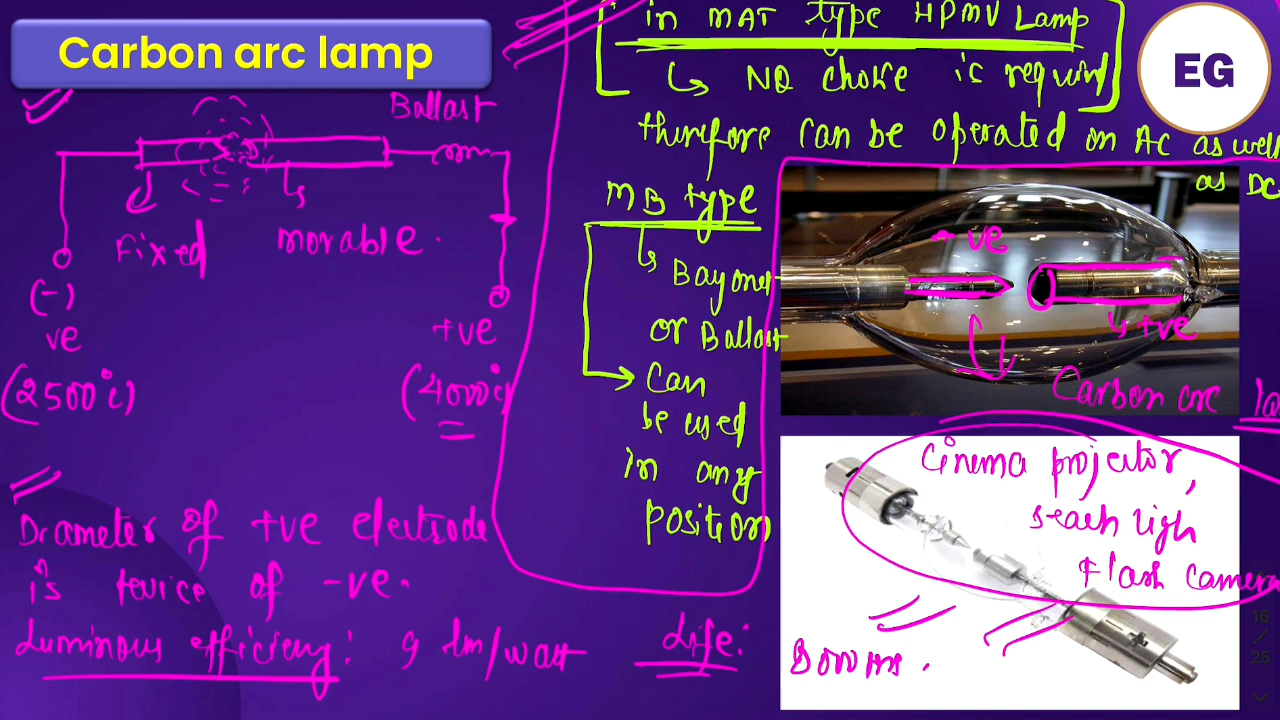 Carbon arc lamp
EG
in MAT type HPMV Lamp
↳ NO choke is required
therefore can be operated on AC as well
as DC
MB type
↳ Bayonet
or Ballast
→ Can
be used
in any
position
Ballast
Fixed
movable.
(-)
ve
+ve
(2500°c)
(4000°c)
Diameter of +ve electrode
is twice of -ve.
Luminous efficiency: 9 lm/watt
Life:
-ve
↳ +ve
Carbon arc la
Cinema projector,
Flash camera
16
/
25